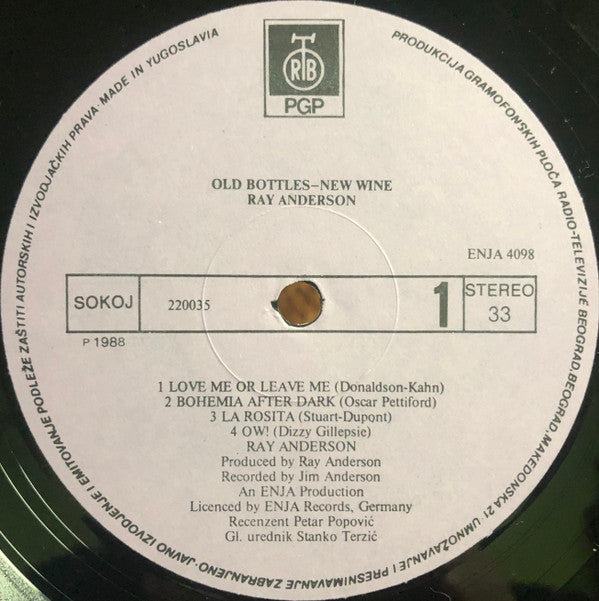 RTB
PGP
PRODUKCIJA GRAMOFONSKIH PLOČA RADIO-TELEVIZIJE BEOGRAD, BEOGRAD, MAKEDONSKA 21 UMNOŽAVANJE I PRESNIMAVANJE ZABRANJENO·JAVNO IZVODJENJE I EMITOVANJE PODLEŽE ZAŠTITI AUTORSKIH I IZVODJAČKIH PRAVA·MADE IN YUGOSLAVIA
OLD BOTTLES–NEW WINE
RAY ANDERSON
ENJA 4098
SOKOJ
220035
1
STEREO
33
P 1988
1 LOVE ME OR LEAVE ME (Donaldson-Kahn)
2 BOHEMIA AFTER DARK (Oscar Pettiford)
3 LA ROSITA (Stuart-Dupont)
4 OW! (Dizzy Gillepsie)
RAY ANDERSON
Produced by Ray Anderson
Recorded by Jim Anderson
An ENJA Production
Licenced by ENJA Records, Germany
Recenzent Petar Popović
Gl. urednik Stanko Terzić